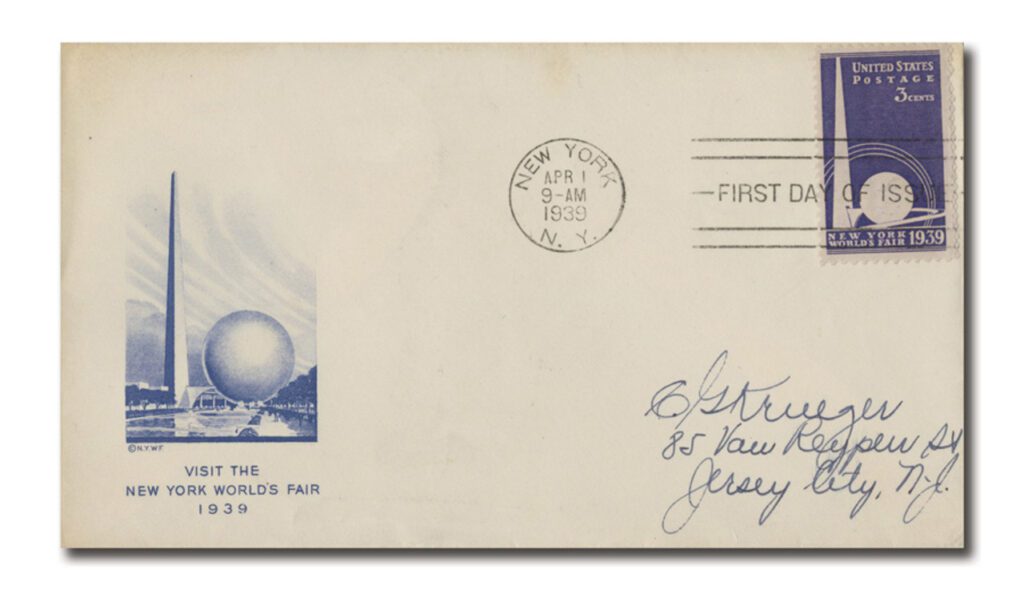 UNITED STATES
POSTAGE
3 CENTS
NEW YORK
WORLD'S FAIR 1939
NEW YORK
APR 1
9-AM
1939
N. Y.
FIRST DAY OF ISSUE
©N.Y.W.F.
VISIT THE
NEW YORK WORLD'S FAIR
1939
C G Krueger
85 Van Reypen St
Jersey City, N.J.